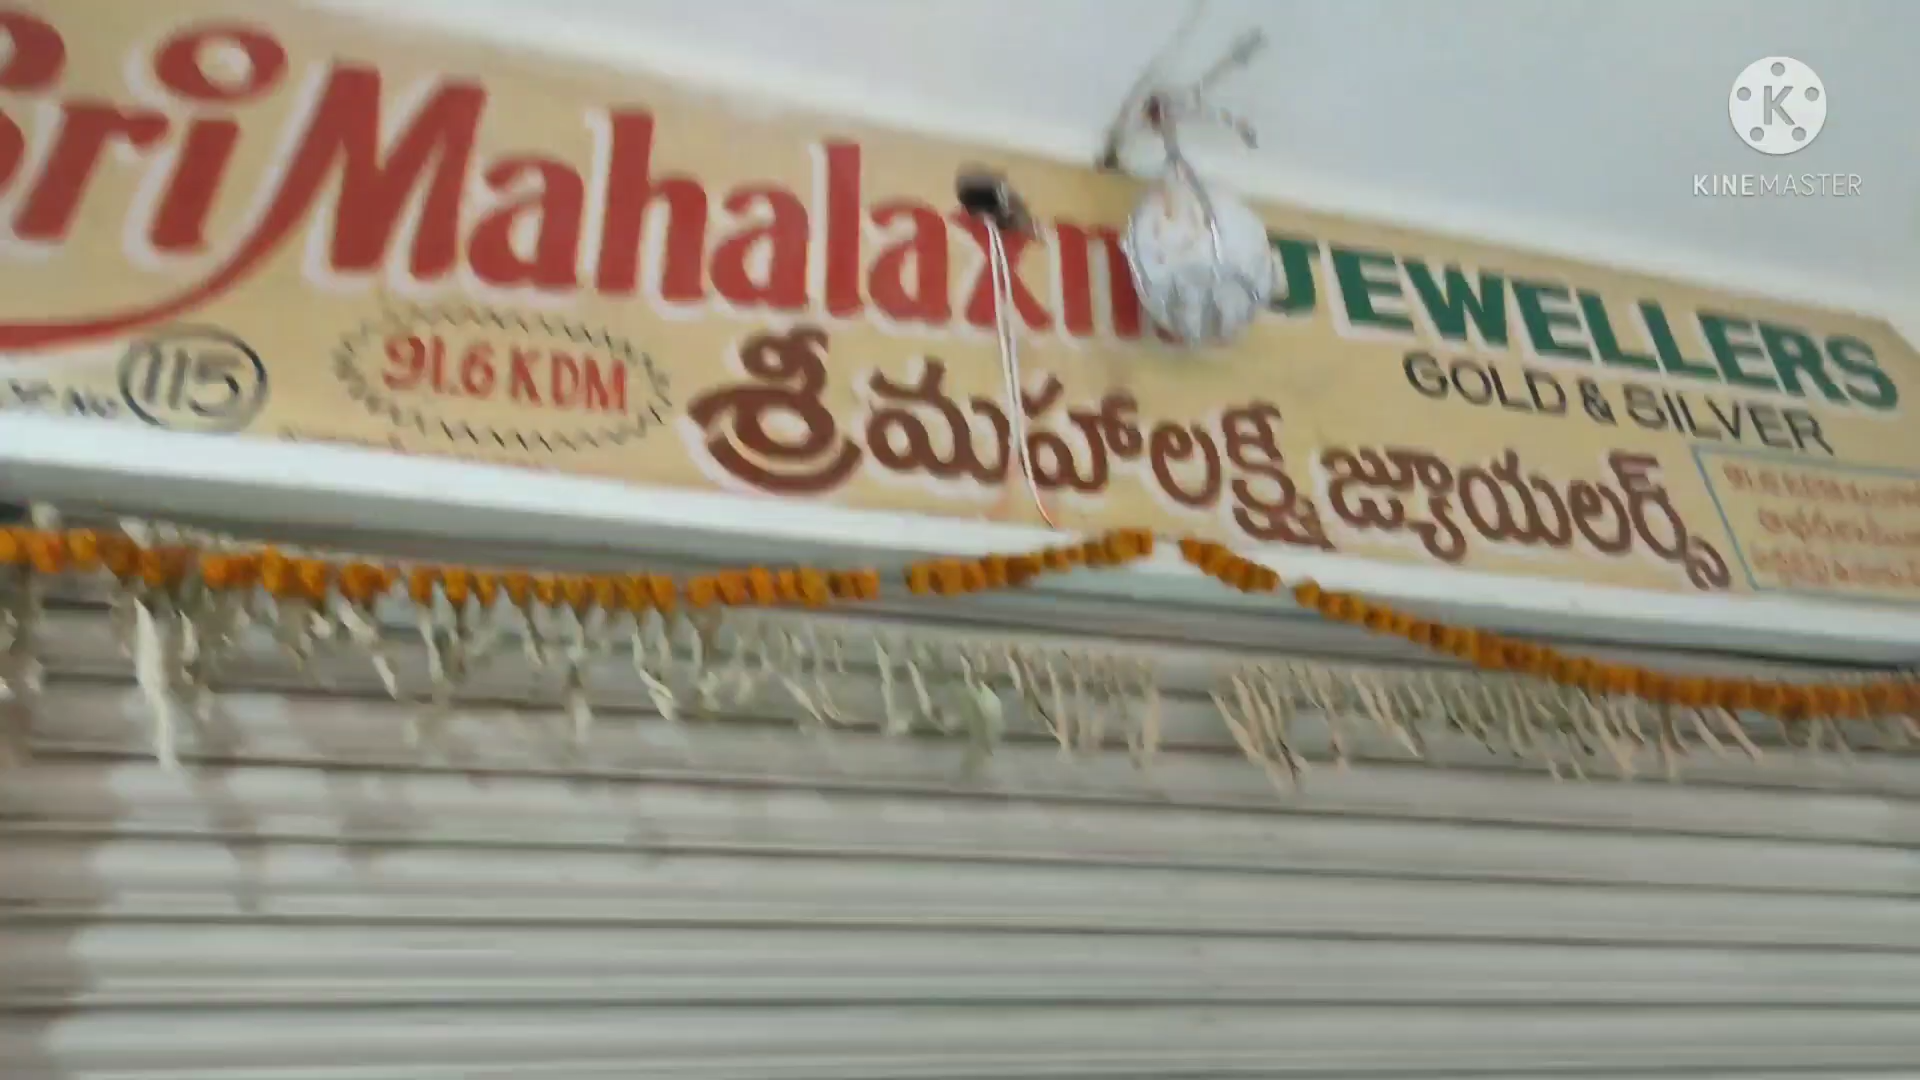 Sri Mahalaxmi JEWELLERS
GOLD & SILVER
115
91.6 KDM
శ్రీ మహాలక్ష్మీ జ్యూయలర్స్
KINEMASTER